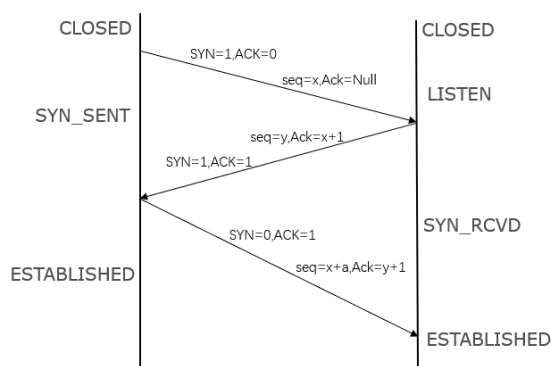 CLOSED
CLOSED
SYN=1,ACK=0
seq=x,Ack=Null
LISTEN
SYN_SENT
seq=y,Ack=x+1
SYN=1,ACK=1
SYN_RCVD
SYN=0,ACK=1
seq=x+a,Ack=y+1
ESTABLISHED
ESTABLISHED